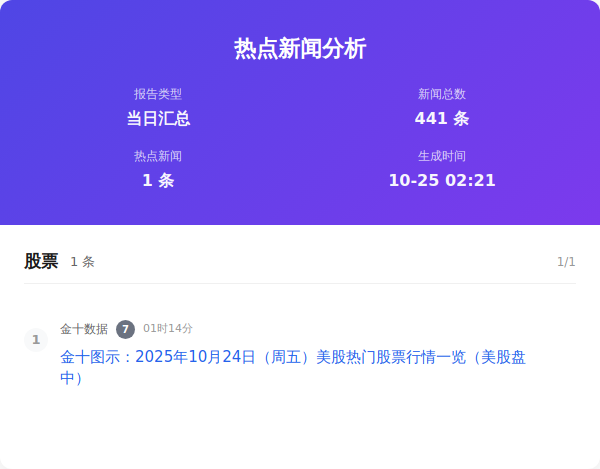 热点新闻分析
报告类型
新闻总数
当日汇总
441 条
热点新闻
生成时间
1 条
10-25 02:21
股票 1 条 1/1
1
金十数据 7 01时14分
金十图示：2025年10月24日（周五）美股热门股票行情一览（美股盘
中）